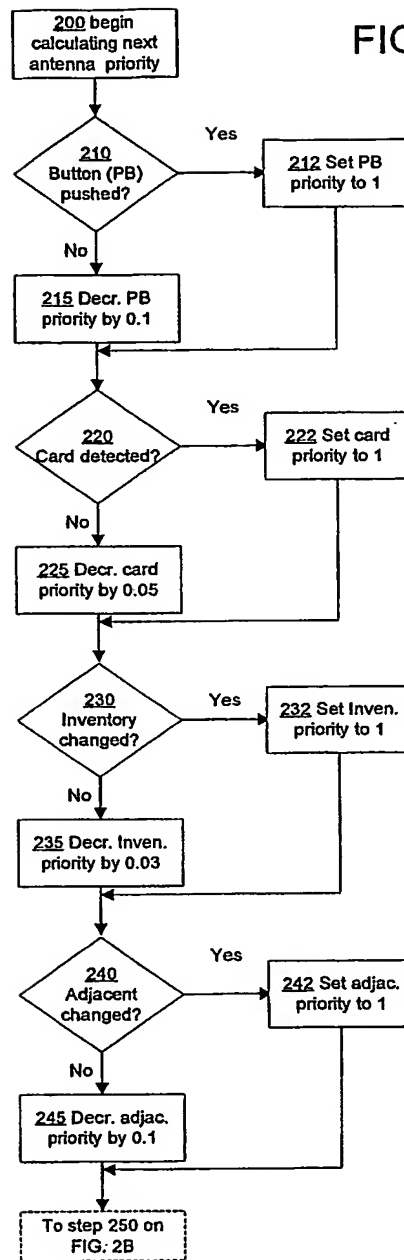 200 begin
calculating next
antenna priority
FIG
210
Button (PB)
pushed?
Yes
212 Set PB
priority to 1
No
215 Decr. PB
priority by 0.1
220
Card detected?
Yes
222 Set card
priority to 1
No
225 Decr. card
priority by 0.05
230
Inventory
changed?
Yes
232 Set Inven.
priority to 1
No
235 Decr. Inven.
priority by 0.03
240
Adjacent
changed?
Yes
242 Set adjac.
priority to 1
No
245 Decr. adjac.
priority by 0.1
To step 250 on
FIG. 2B